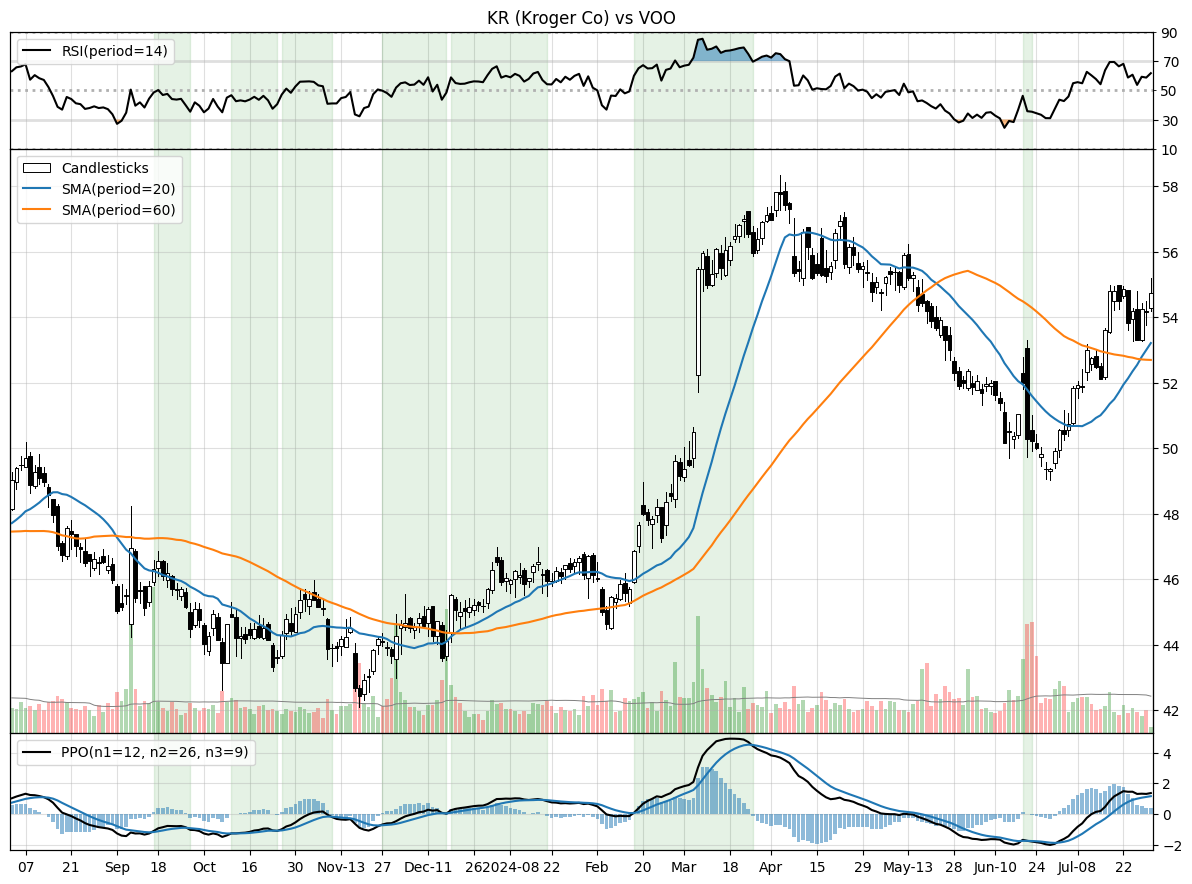 KR (Kroger Co) vs VOO
RSI(period=14)
90
70
50
30
10
Candlesticks
SMA(period=20)
SMA(period=60)
58
56
54
52
50
48
46
44
42
PPO(n1=12, n2=26, n3=9)
4
2
0
−2
07 21 Sep 18 Oct 16 30 Nov-13 27 Dec-11 26 2024-08 22 Feb 20 Mar 18 Apr 15 29 May-13 28 Jun-10 24 Jul-08 22